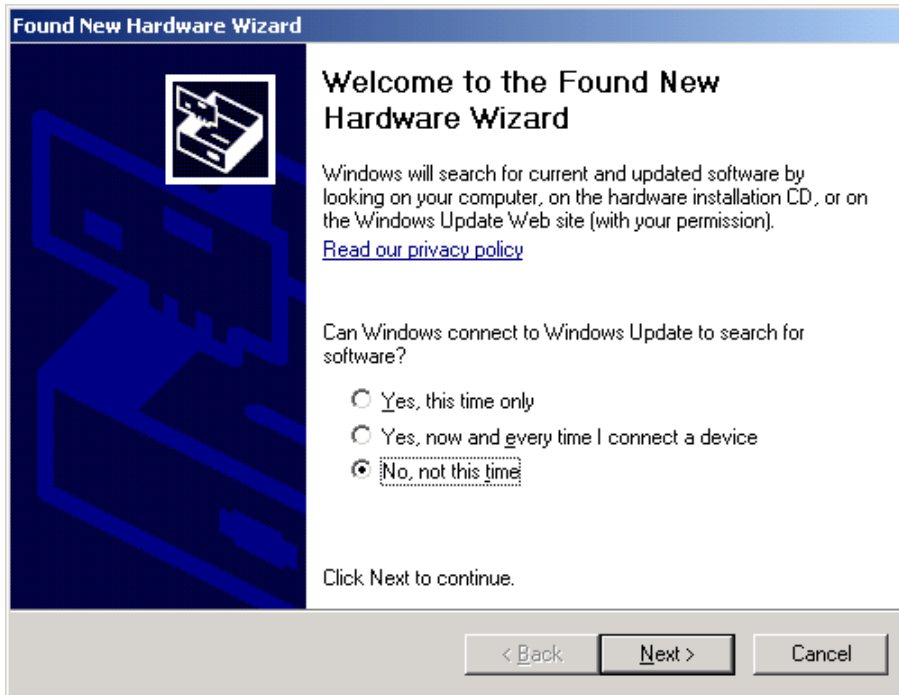 Found New Hardware Wizard
Welcome to the Found New
Hardware Wizard
Windows will search for current and updated software by
looking on your computer, on the hardware installation CD, or on
the Windows Update Web site (with your permission).
Read our privacy policy
Can Windows connect to Windows Update to search for
software?
Yes, this time only
Yes, now and every time I connect a device
No, not this time
Click Next to continue.
< Back
Next >
Cancel